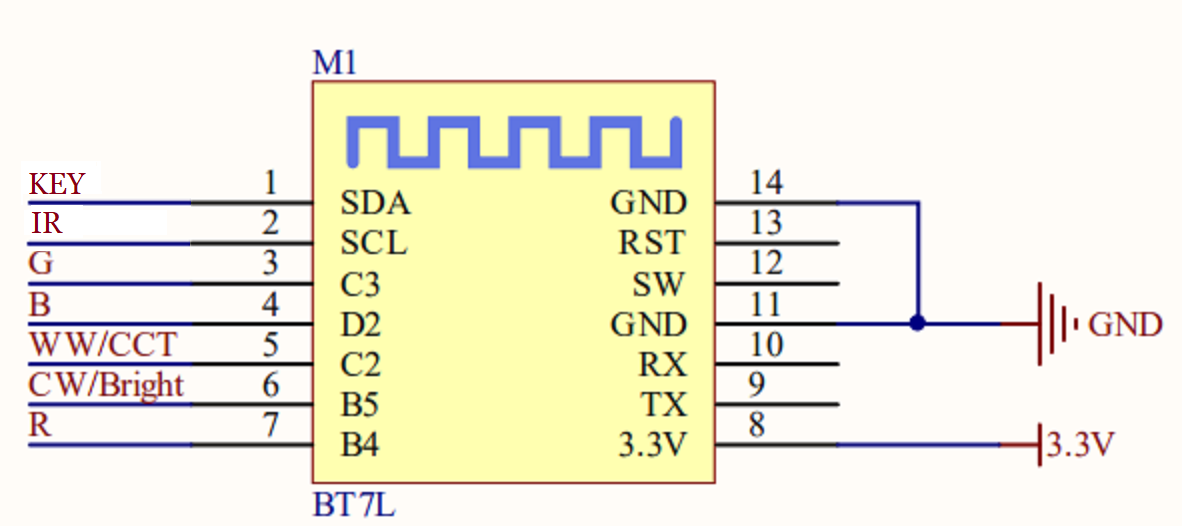 M1
KEY 1 SDA GND 14
IR 2 SCL RST 13
G 3 C3 SW 12
B 4 D2 GND 11 GND
WW/CCT 5 C2 RX 10
CW/Bright 6 B5 TX 9
R 7 B4 3.3V 8 3.3V
BT7L